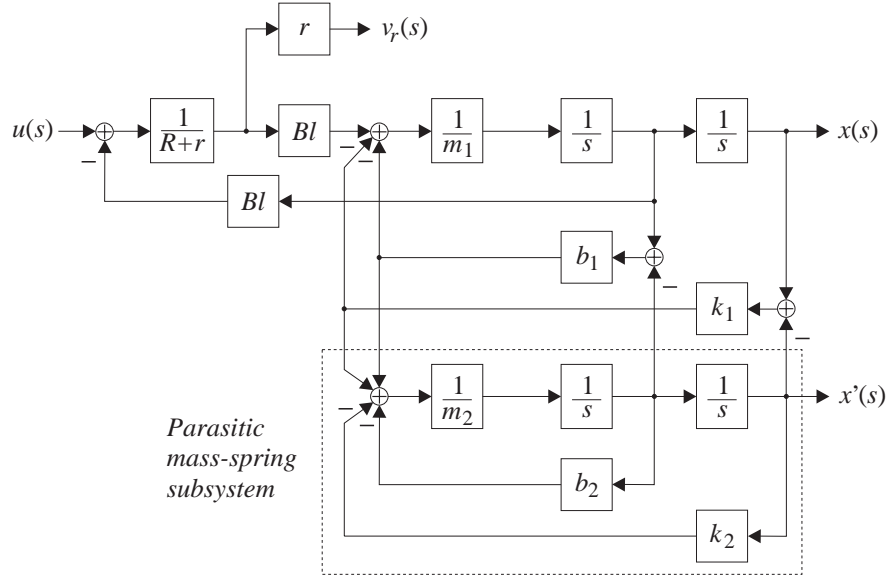 r
v_r(s)
u(s)
1
R+r
Bl
1
m_1
1
s
1
s
x(s)
−
−
−
Bl
b_1
−
k_1
−
1
m_2
1
s
1
s
x’(s)
−
−
Parasitic
mass-spring
subsystem
b_2
k_2